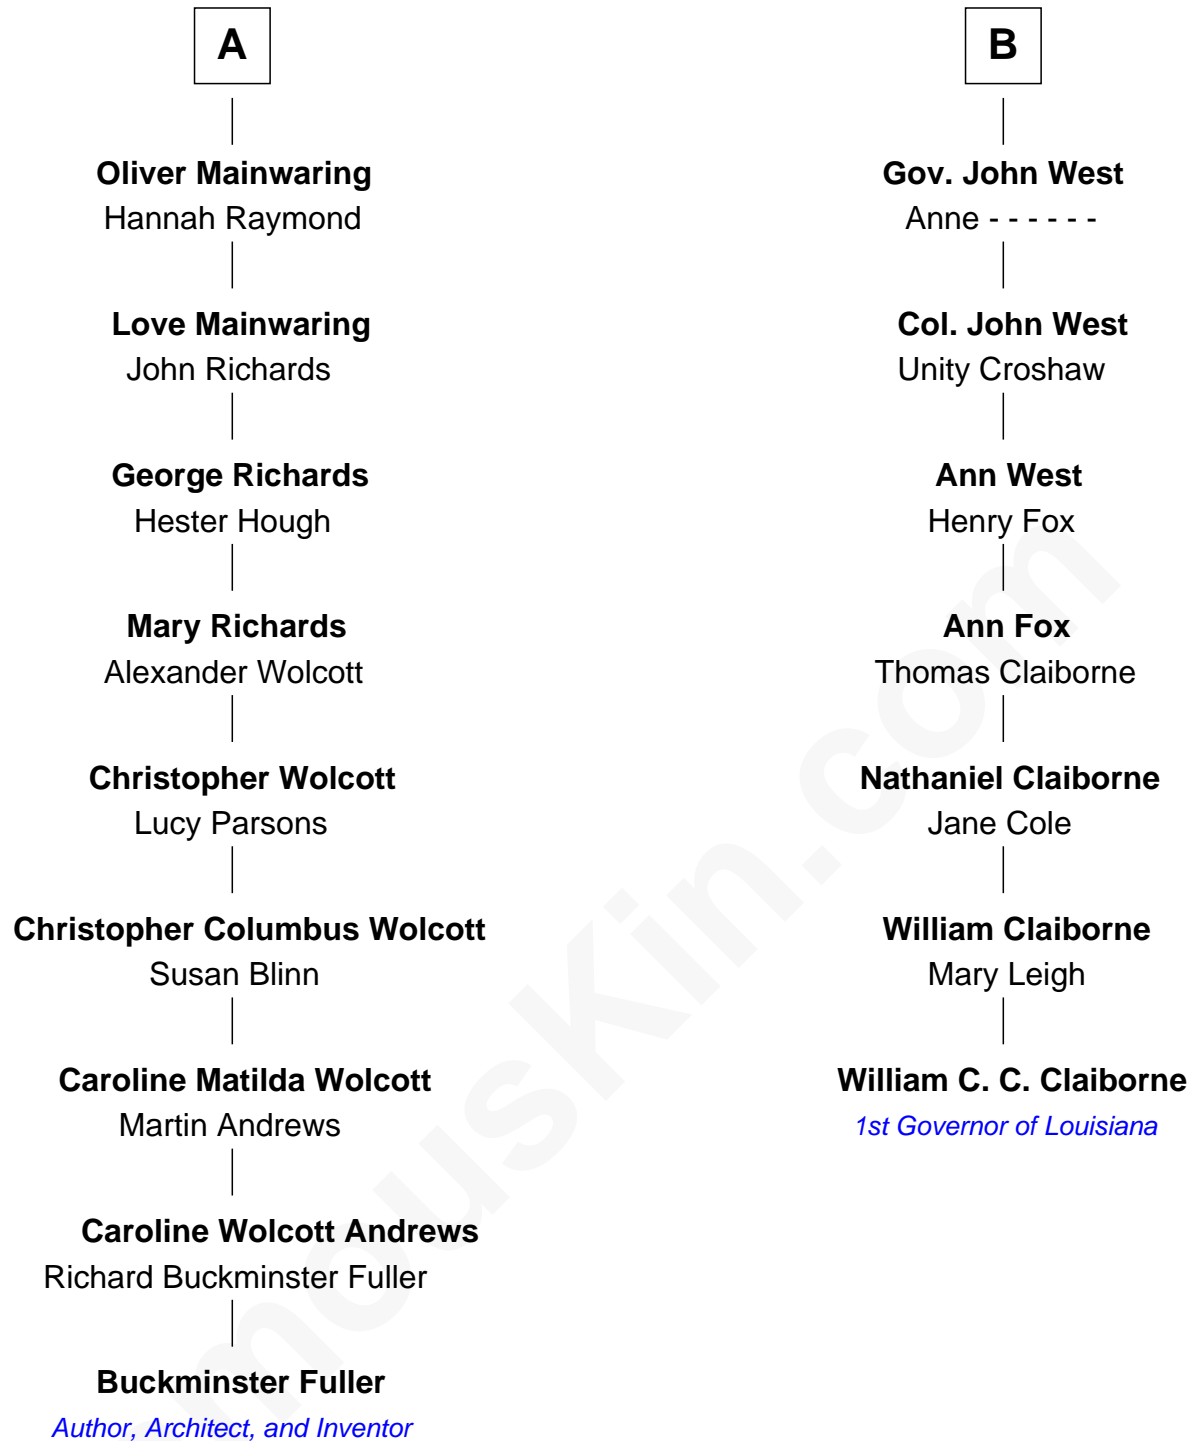 A
Oliver Mainwaring
Hannah Raymond
Love Mainwaring
John Richards
George Richards
Hester Hough
Mary Richards
Alexander Wolcott
Christopher Wolcott
Lucy Parsons
Christopher Columbus Wolcott
Susan Blinn
Caroline Matilda Wolcott
Martin Andrews
Caroline Wolcott Andrews
Richard Buckminster Fuller
Buckminster Fuller
Author, Architect, and Inventor
B
Gov. John West
Anne - - - - - -
Col. John West
Unity Croshaw
Ann West
Henry Fox
Ann Fox
Thomas Claiborne
Nathaniel Claiborne
Jane Cole
William Claiborne
Mary Leigh
William C. C. Claiborne
1st Governor of Louisiana
mousKin.com